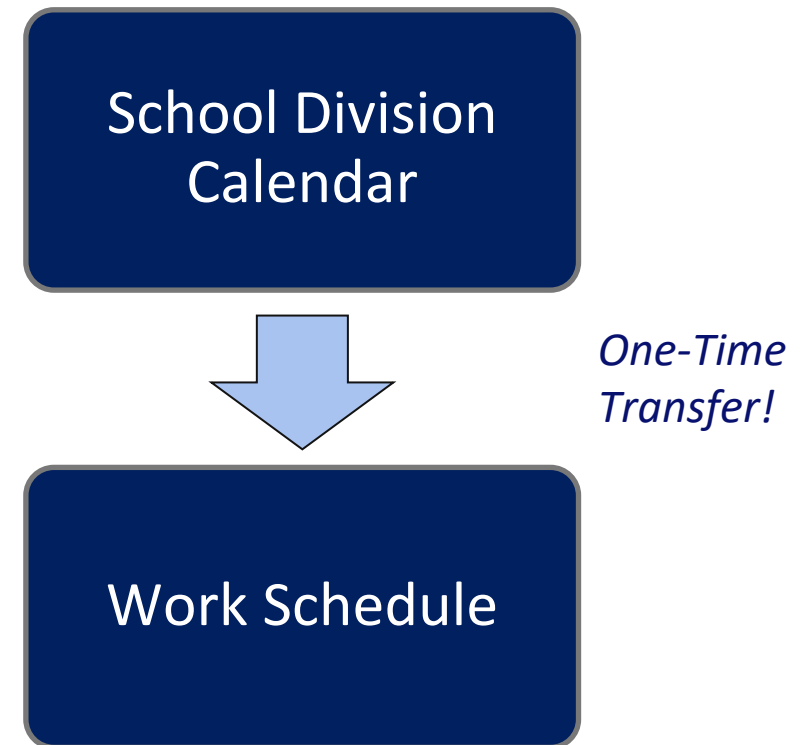 School Division
Calendar
One-Time
Transfer!
Work Schedule